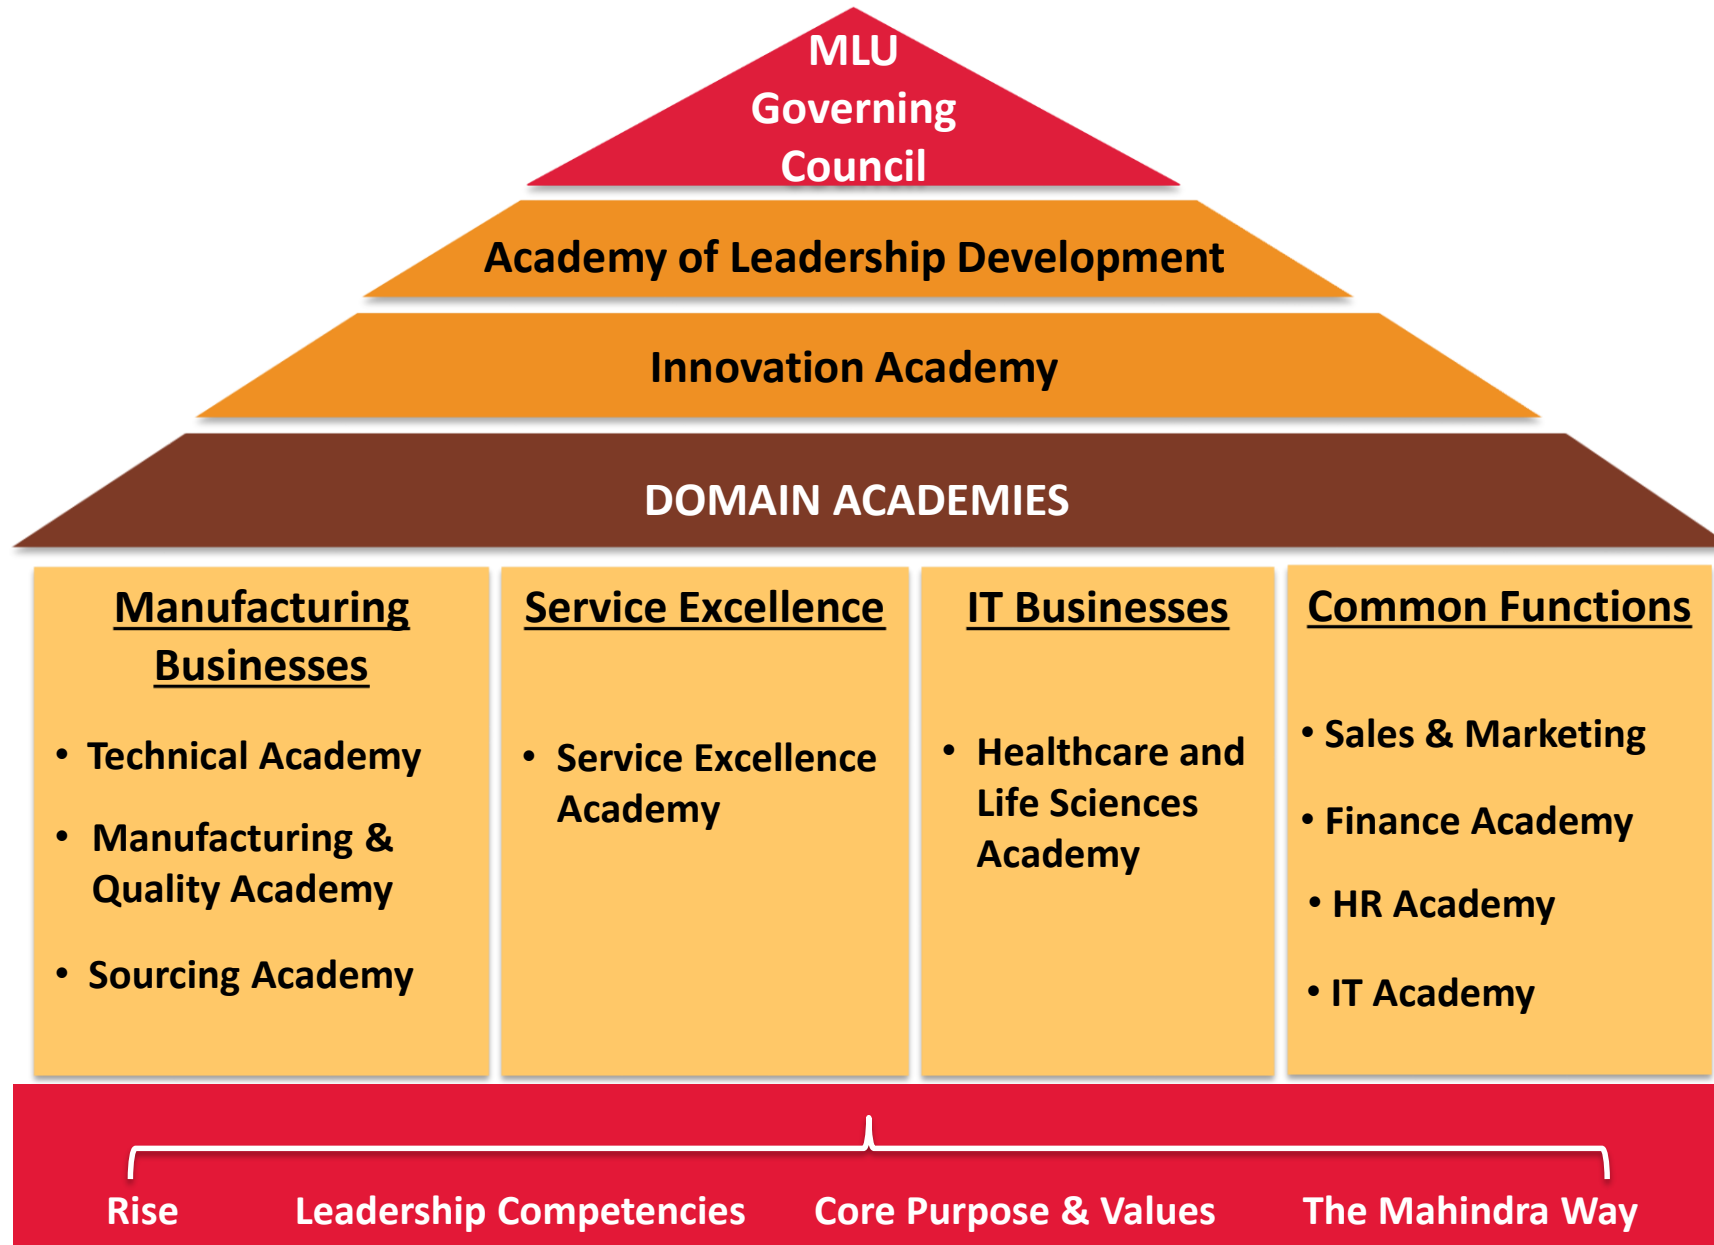 MLU
Governing
Council
Academy of Leadership Development
Innovation Academy
DOMAIN ACADEMIES
Manufacturing
Businesses
• Technical Academy
• Manufacturing &
Quality Academy
• Sourcing Academy
Service Excellence
• Service Excellence
Academy
IT Businesses
• Healthcare and
Life Sciences
Academy
Common Functions
• Sales & Marketing
• Finance Academy
• HR Academy
• IT Academy
Rise
Leadership Competencies
Core Purpose & Values
The Mahindra Way